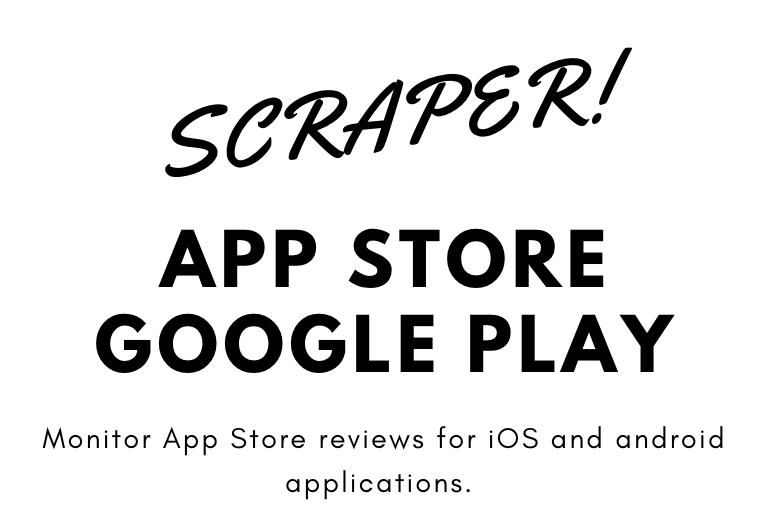 SCRAPER!
APP STORE
GOOGLE PLAY
Monitor App Store reviews for iOS and android
applications.